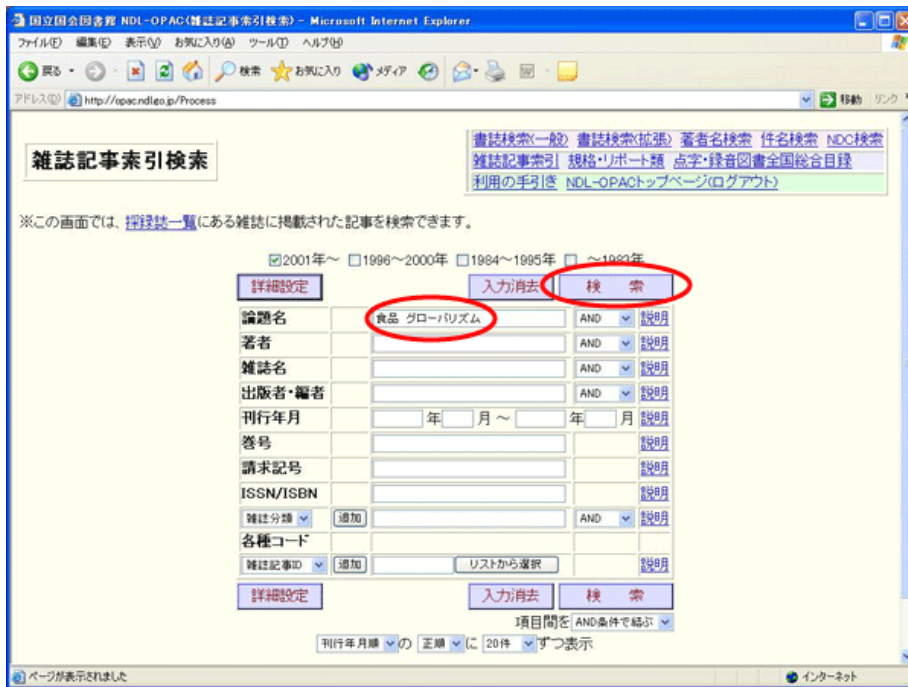 国立国会図書館 NDL-OPAC(雑誌記事索引検索) - Microsoft Internet Explorer
ファイル(F) 編集(E) 表示(V) お気に入り(A) ツール(T) ヘルプ(H)
戻る 検索 お気に入り メディア
アドレス(D) http://opac.ndl.go.jp/Process 移動 リンク
雑誌記事索引検索
書誌検索(一般) 書誌検索(拡張) 著者名検索 件名検索 NDC検索
雑誌記事索引 規格・リポート類 点字・録音図書全国総合目録
利用の手引き NDL-OPACトップページ(ログアウト)
※この画面では、採録誌一覧にある雑誌に掲載された記事を検索できます。
2001年～ 1996～2000年 1984～1995年 ～1983年
詳細設定 入力消去 検 索
論題名 食品 グローバリズム AND 説明
著者 AND 説明
雑誌名 AND 説明
出版者・編者 AND 説明
刊行年月 年 月 ～ 年 月 説明
巻号 説明
請求記号 説明
ISSN/ISBN 説明
雑誌分類 追加 AND 説明
各種コード
雑誌記事ID 追加 リストから選択 説明
詳細設定 入力消去 検 索
項目間を AND条件で結ぶ
刊行年月順 の 正順 に 20件 ずつ表示
ページが表示されました インターネット